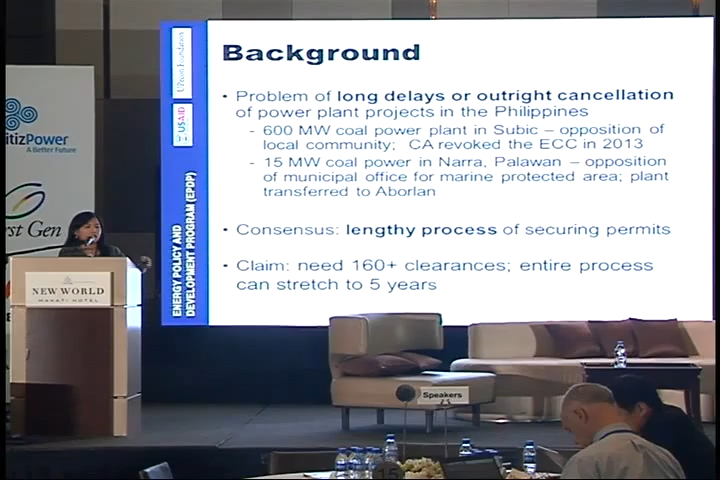 Background
• Problem of long delays or outright cancellation
of power plant projects in the Philippines
- 600 MW coal power plant in Subic – opposition of
local community; CA revoked the ECC in 2013
- 15 MW coal power in Narra, Palawan – opposition
of municipal office for marine protected area; plant
transferred to Aborlan
• Consensus: lengthy process of securing permits
• Claim: need 160+ clearances; entire process
can stretch to 5 years
USAID
ENERGY POLICY AND
DEVELOPMENT PROGRAM (EPDP)
itizPower
A Better Future
rst Gen
NEW WORLD
MAKATI HOTEL
Speakers
15